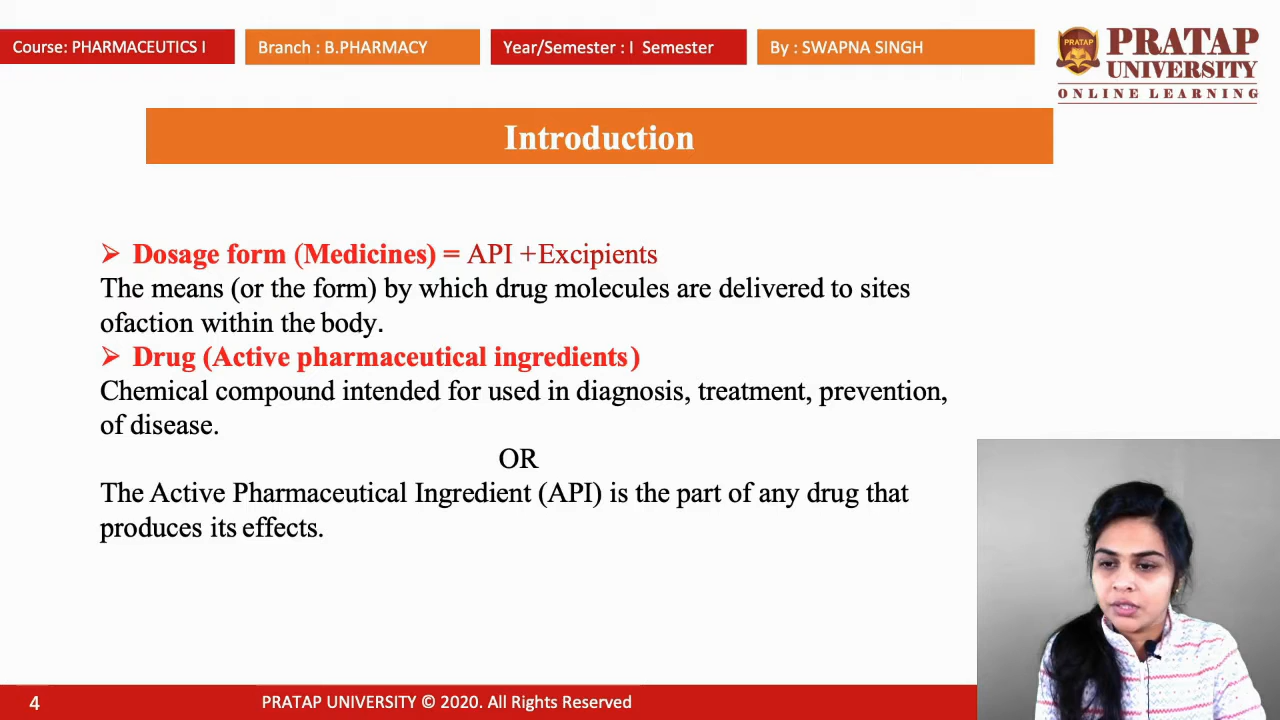 Course: PHARMACEUTICS I
Branch : B.PHARMACY
Year/Semester : I Semester
By : SWAPNA SINGH
PRATAP
PRATAP
UNIVERSITY
ONLINE LEARNING
Introduction
➢ Dosage form (Medicines) = API +Excipients
The means (or the form) by which drug molecules are delivered to sites
ofaction within the body.
➢ Drug (Active pharmaceutical ingredients)
Chemical compound intended for used in diagnosis, treatment, prevention,
of disease.
OR
The Active Pharmaceutical Ingredient (API) is the part of any drug that
produces its effects.
4
PRATAP UNIVERSITY © 2020. All Rights Reserved